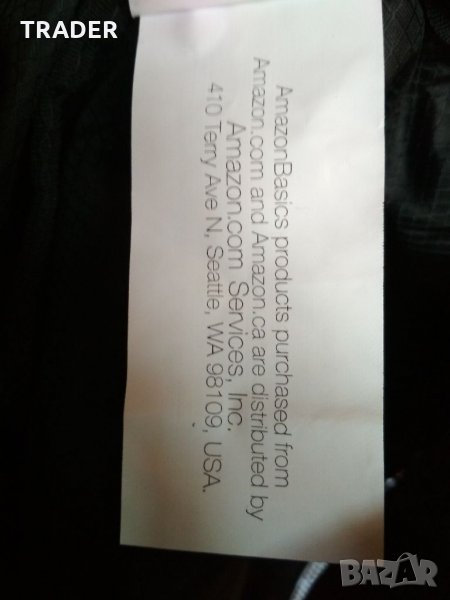 TRADER
AmazonBasics products purchased from
Amazon.com and Amazon.ca are distributed by
Amazon.com Services, Inc.
410 Terry Ave N, Seattle, WA 98109, USA.
BAZAR